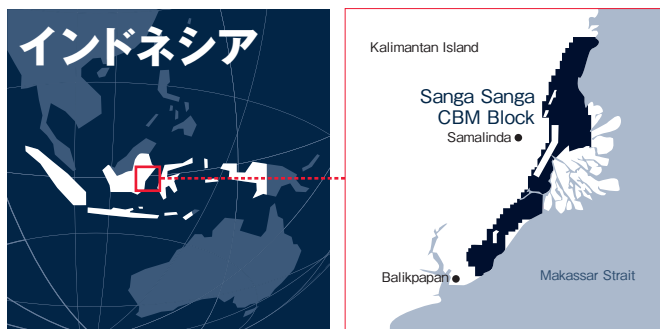 インドネシア
Kalimantan Island
Sanga Sanga
CBM Block
Samalinda
Balikpapan
Makassar Strait